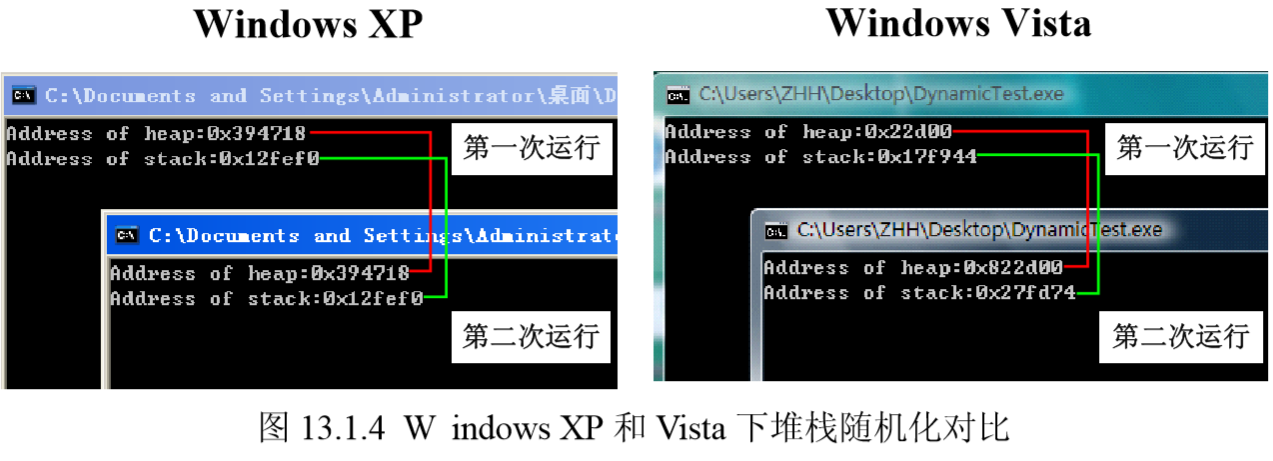 Windows XP
C:\Documents and Settings\Administrator\桌面\D
Address of heap:0x394718
Address of stack:0x12fef0
第一次运行
C:\Documents and Settings\Administrat
Address of heap:0x394718
Address of stack:0x12fef0
第二次运行
Windows Vista
C:\Users\ZHH\Desktop\DynamicTest.exe
Address of heap:0x22d00
Address of stack:0x17f944
第一次运行
C:\Users\ZHH\Desktop\DynamicTest.exe
Address of heap:0x822d00
Address of stack:0x27fd74
第二次运行
图 13.1.4 W indows XP 和 Vista 下堆栈随机化对比